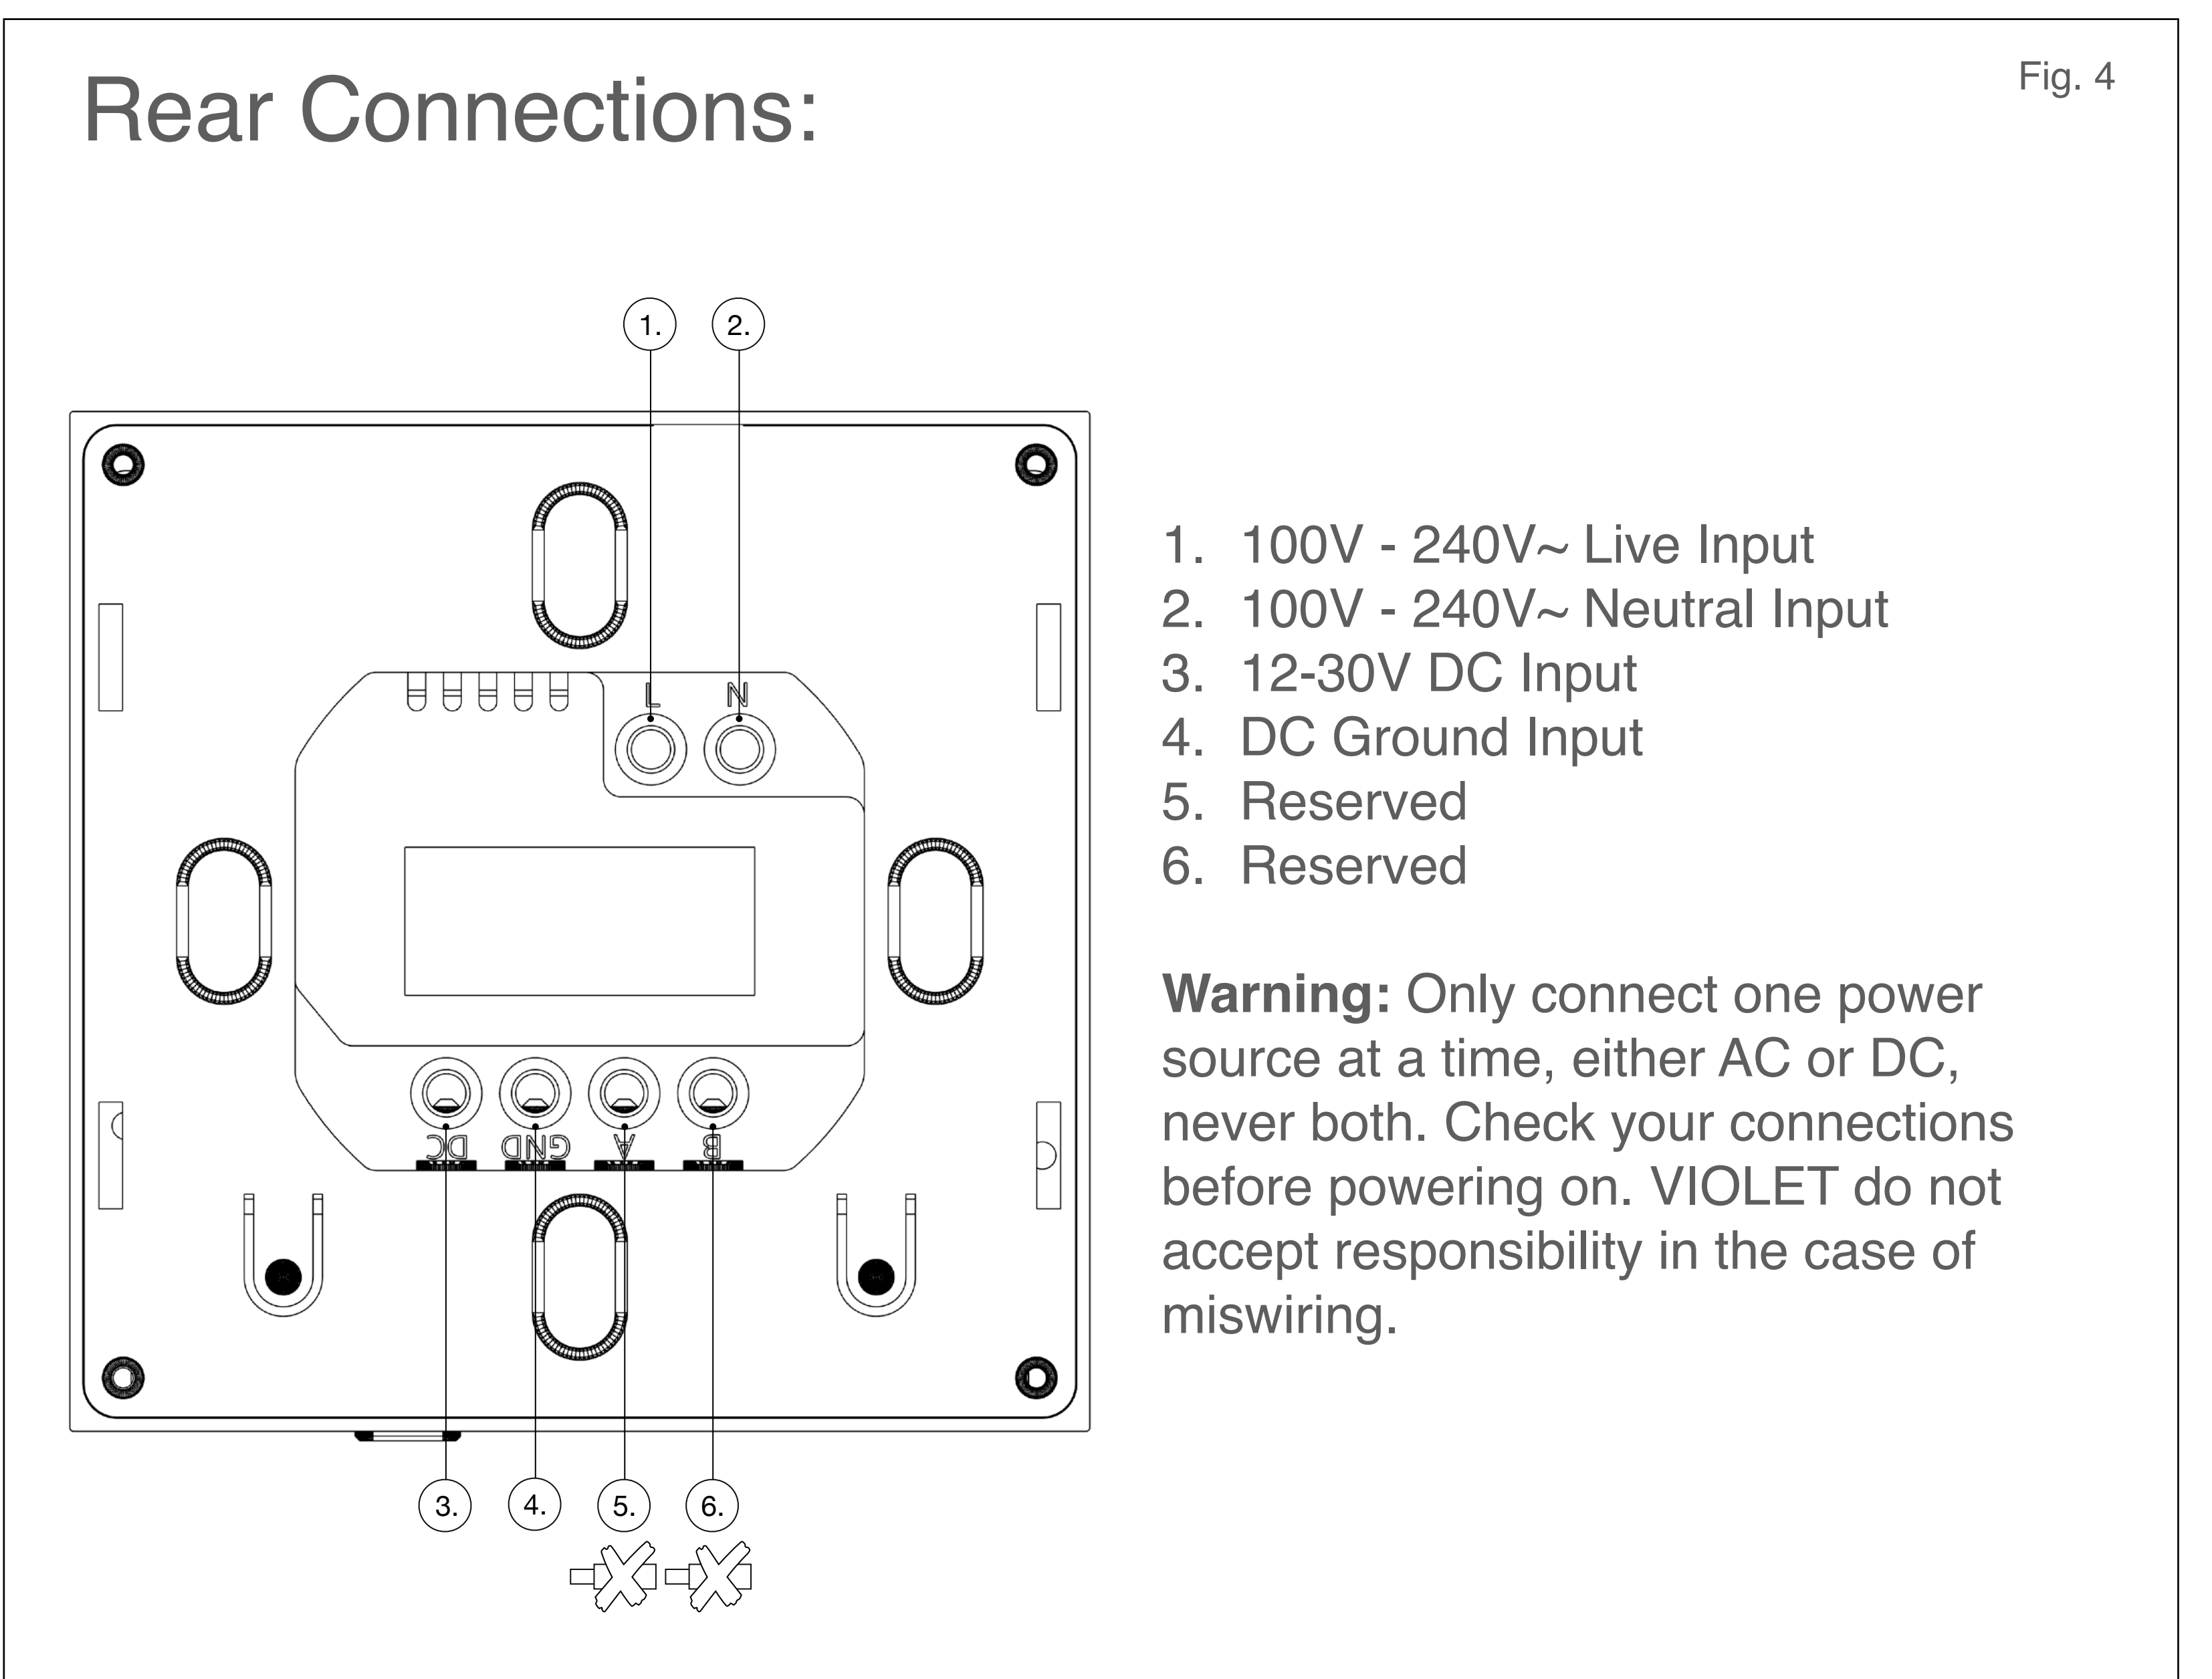 Rear Connections:
Fig. 4
1.
2.
L
N
DC
GND
A
B
3.
4.
5.
6.
1. 100V - 240V~ Live Input
2. 100V - 240V~ Neutral Input
3. 12-30V DC Input
4. DC Ground Input
5. Reserved
6. Reserved
Warning: Only connect one power
source at a time, either AC or DC,
never both. Check your connections
before powering on. VIOLET do not
accept responsibility in the case of
miswiring.